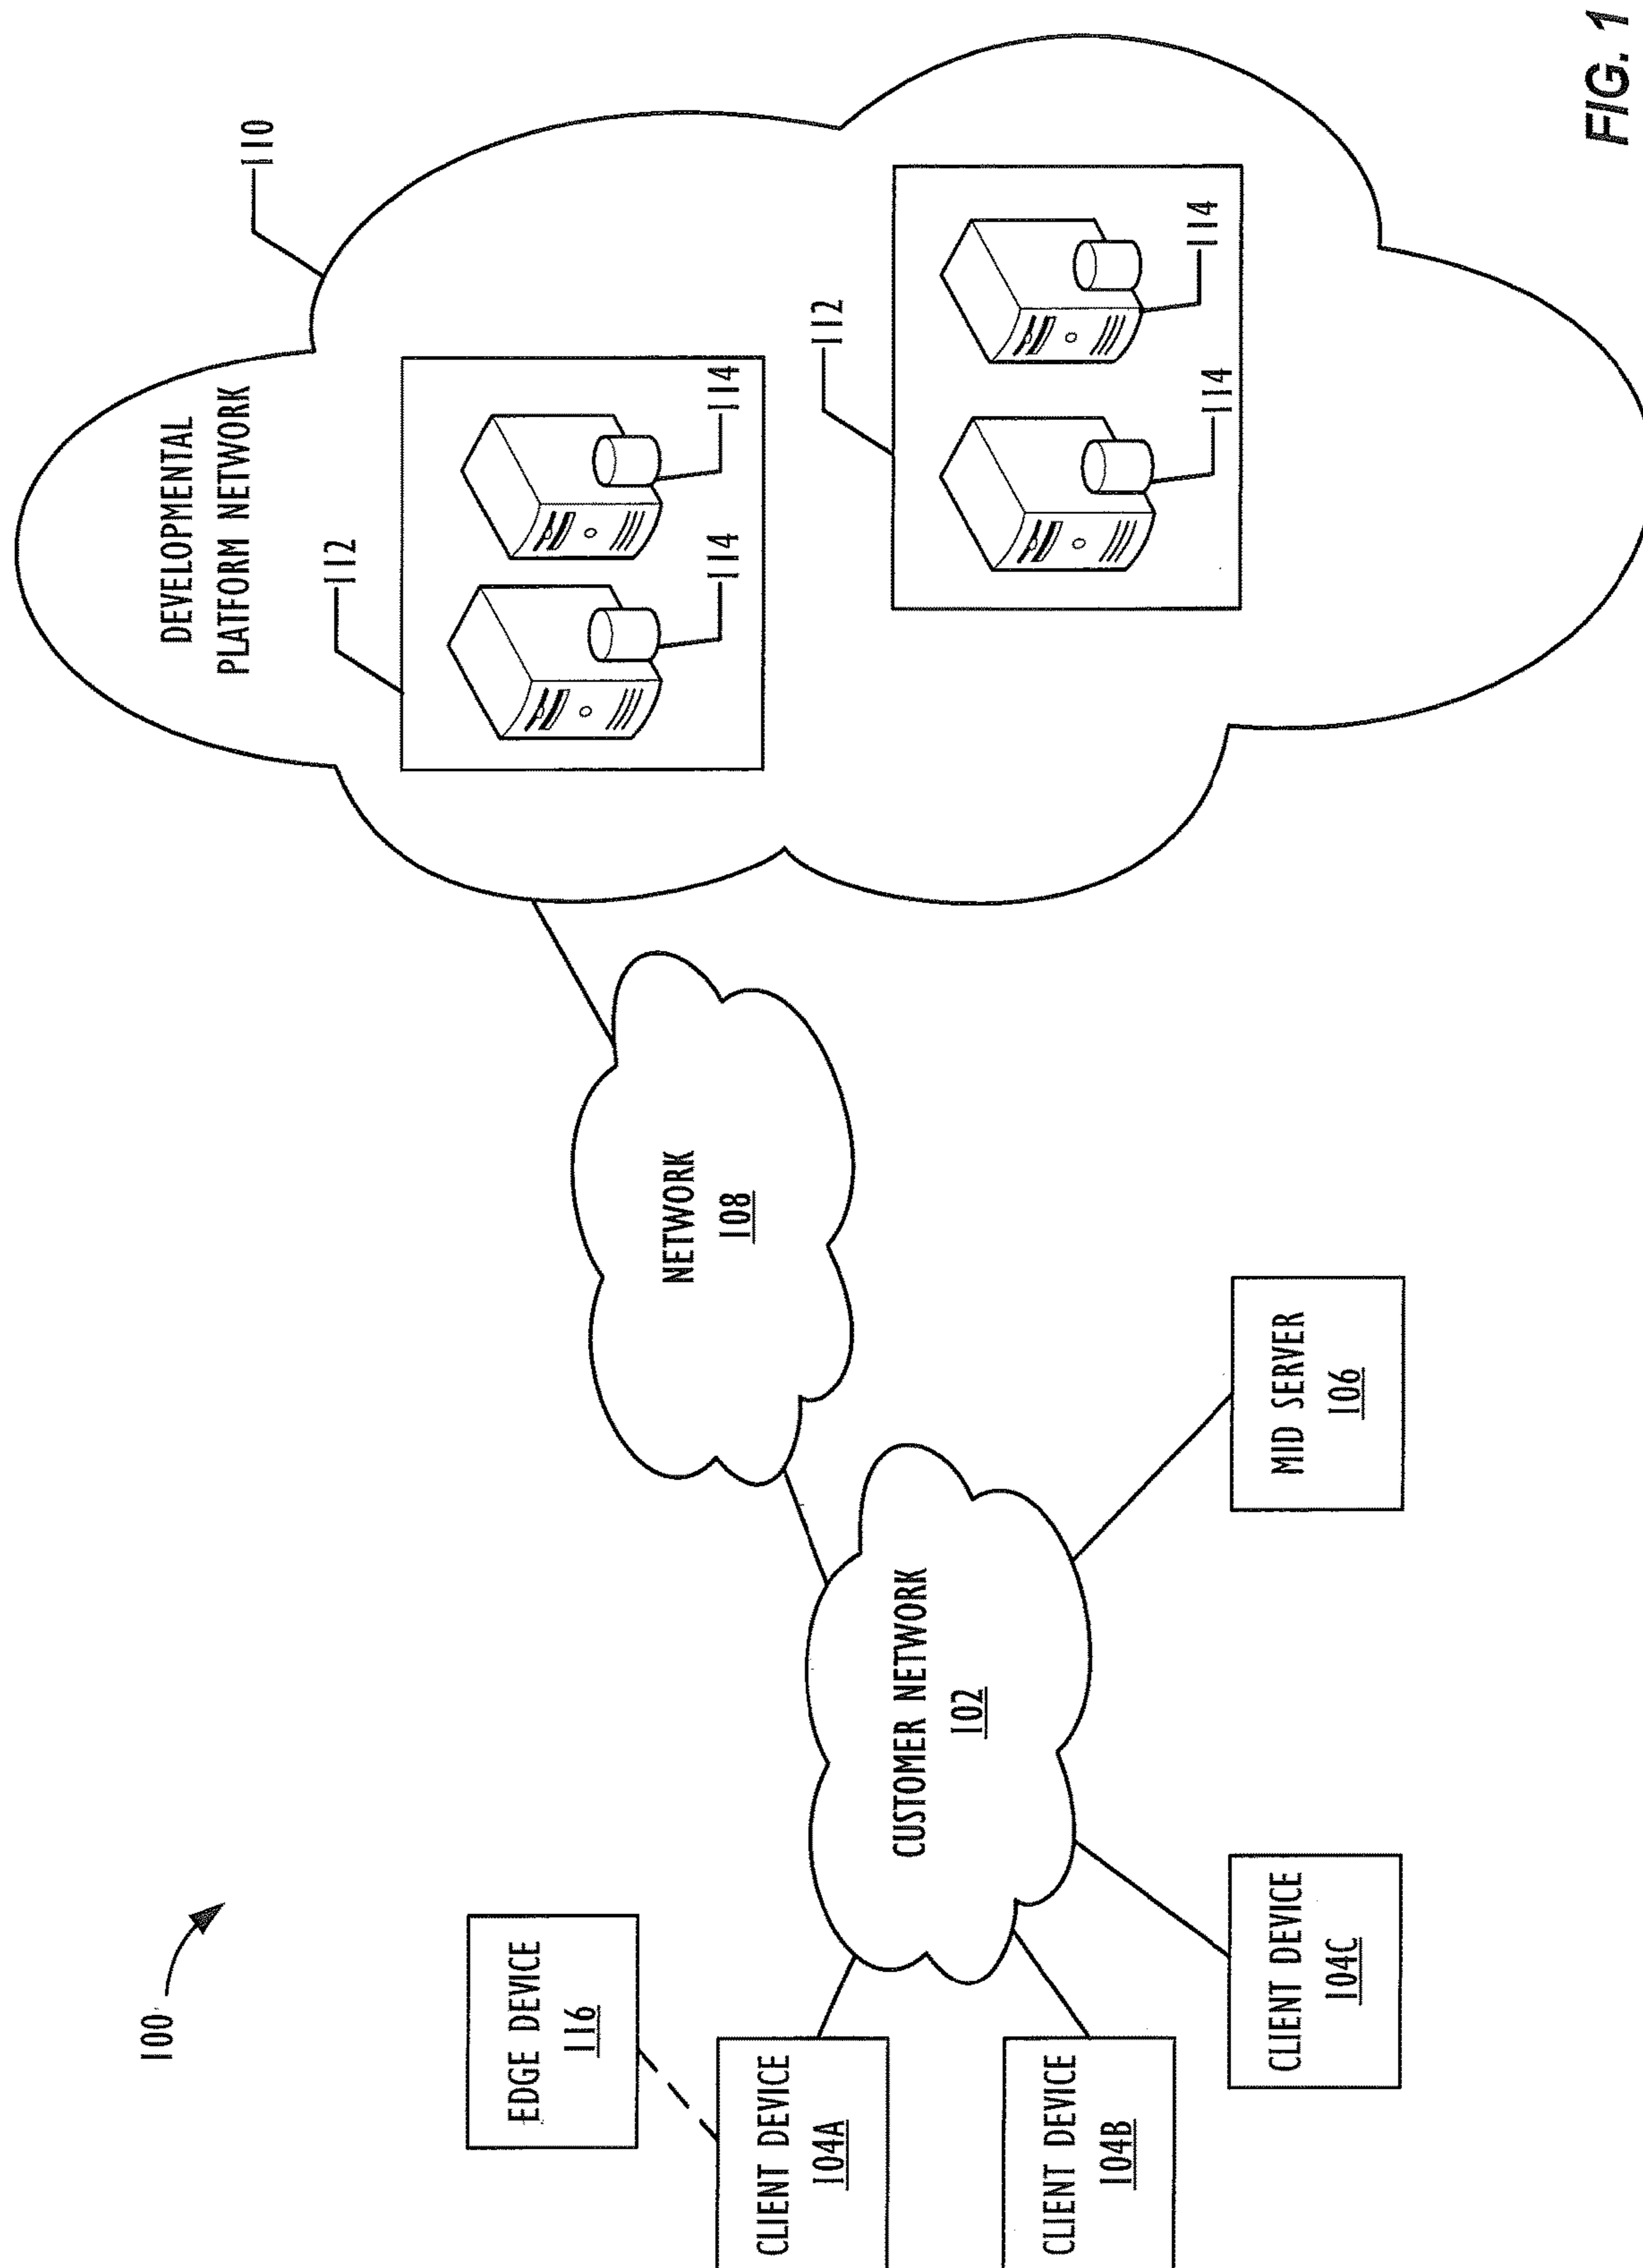 100
EDGE DEVICE
116
CLIENT DEVICE
104A
CLIENT DEVICE
104B
CLIENT DEVICE
104C
CUSTOMER NETWORK
102
MID SERVER
106
NETWORK
108
DEVELOPMENTAL
PLATFORM NETWORK
110
112
114
114
112
114
114
FIG. 1